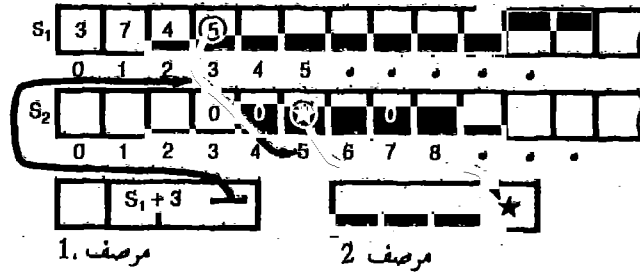 S₁ 3 7 4 5
0 1 2 3 4 5 . . . . . .
S₂ 0 0 ★ 0
0 1 2 3 4 5 6 7 8 . . .
S₁ + 3 ★
مرصف .1 مرصف 2